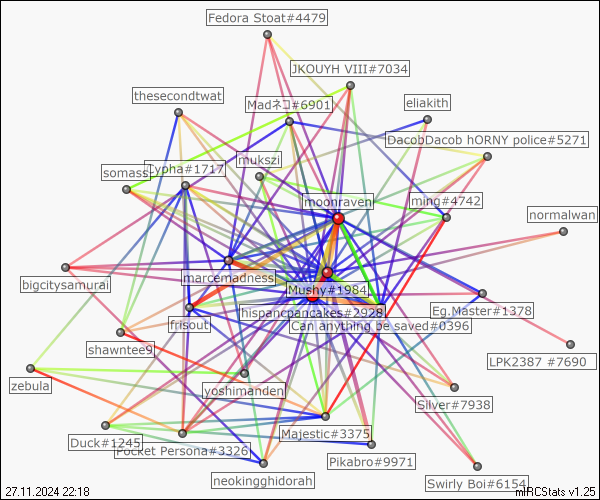 Fedora Stoat#4479
JKOUYH VIII#7034
thesecondtwat
Madネコ#6901
eliakith
DacobDacob hORNY police#5271
mukszi
Cypha#1717
somass
moonraven
ming#4742
normalwan
marcemadness
bigcitysamurai
Mushy#1984
hispancpancakes#2928
Eg.Master#1378
frisout
Can anything be saved#0396
shawntee9
LPK2387 #7690
zebula
yoshimanden
Silver#7938
Majestic#3375
Duck#1245
Pocket Persona#3326
Pikabro#9971
neokingghidorah
Swirly Boi#6154
27.11.2024 22:18
mIRCStats v1.25